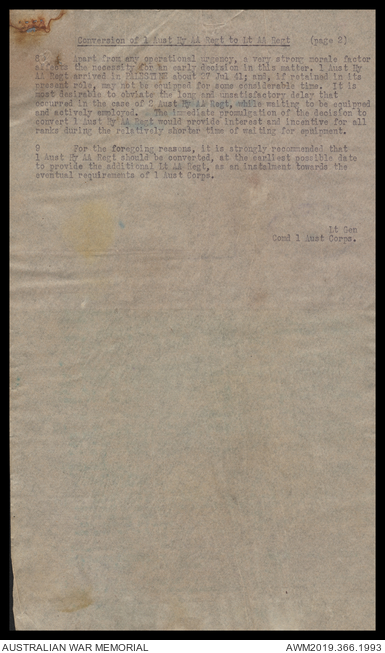 Conversion of 1 Aust Hy AA Regt to Lt AA Regt (page 2)
8 Apart from any operational urgency, a very strong morale factor
affirms the necessity for an early decision in this matter. 1 Aust Hy
AA Regt arrived in PALESTINE about 27 Jul 41; and, if retained in its
present role, may not be equipped for some considerable time. It is
most desirable to obviate the long and unsatisfactory delay that
occurred in the case of 2 Aust Hy AA Regt, while waiting to be equipped
and actively employed. The immediate promulgation of the decision to
convert 1 Aust Hy AA Regt would provide interest and incentive for all
ranks during the relatively shorter time of waiting for equipment.
9 For the foregoing reasons, it is strongly recommended that
1 Aust Hy AA Regt should be converted, at the earliest possible date
to provide the additional Lt AA Regt, as an instalment towards the
eventual requirements of 1 Aust Corps.
Lt Gen
Comd 1 Aust Corps.
AUSTRALIAN WAR MEMORIAL AWM2019.366.1993